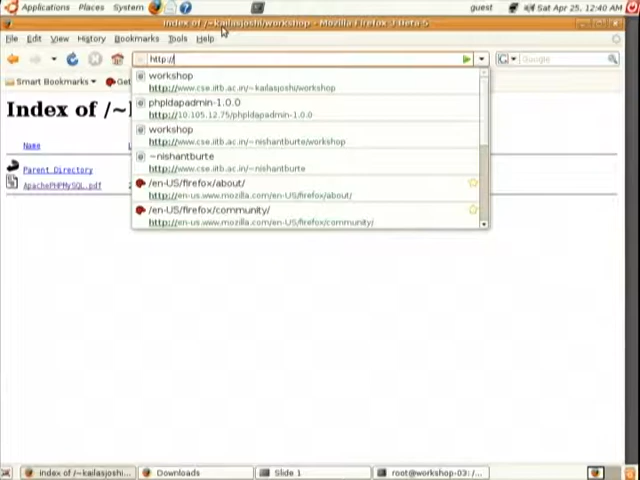 Applications Places System guest Sat Apr 25, 12:40 AM
Index of /~kailasjoshi/workshop - Mozilla Firefox 3 Beta 5
File Edit View History Bookmarks Tools Help
http:// Google
Smart Bookmarks Get
Index of /~
workshop
http://www.cse.iitb.ac.in/~kailasjoshi/workshop
phpldapadmin-1.0.0
http://10.105.12.75/phpldapadmin-1.0.0
workshop
http://www.cse.iitb.ac.in/~nishantburte/workshop
~nishantburte
http://www.cse.iitb.ac.in/~nishantburte
/en-US/firefox/about/
http://en-us.www.mozilla.com/en-US/firefox/about/
/en-US/firefox/community/
http://en-us.www.mozilla.com/en-US/firefox/community/
Name
Parent Directory
ApachePHPMySQL.pdf
Index of /~kailasjoshi... Downloads Slide 1 root@workshop-03: /...